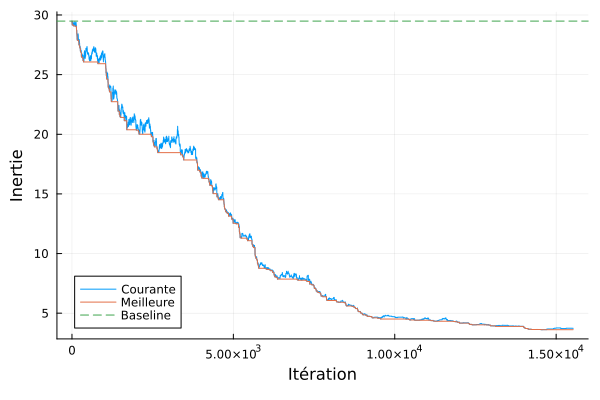 30
25
20
15
10
5
Inertie
Courante
Meilleure
Baseline
0
5.00×10³
1.00×10⁴
1.50×10⁴
Itération